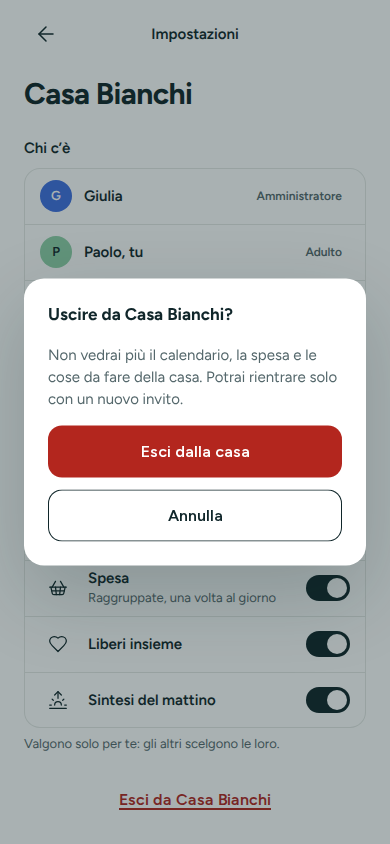 Impostazioni
Casa Bianchi
Chi c’è
G
Giulia
Amministratore
P
Paolo, tu
Adulto
Uscire da Casa Bianchi?
Non vedrai più il calendario, la spesa e le
cose da fare della casa. Potrai rientrare solo
con un nuovo invito.
Esci dalla casa
Annulla
Spesa
Raggruppate, una volta al giorno
Liberi insieme
Sintesi del mattino
Valgono solo per te: gli altri scelgono le loro.
Esci da Casa Bianchi